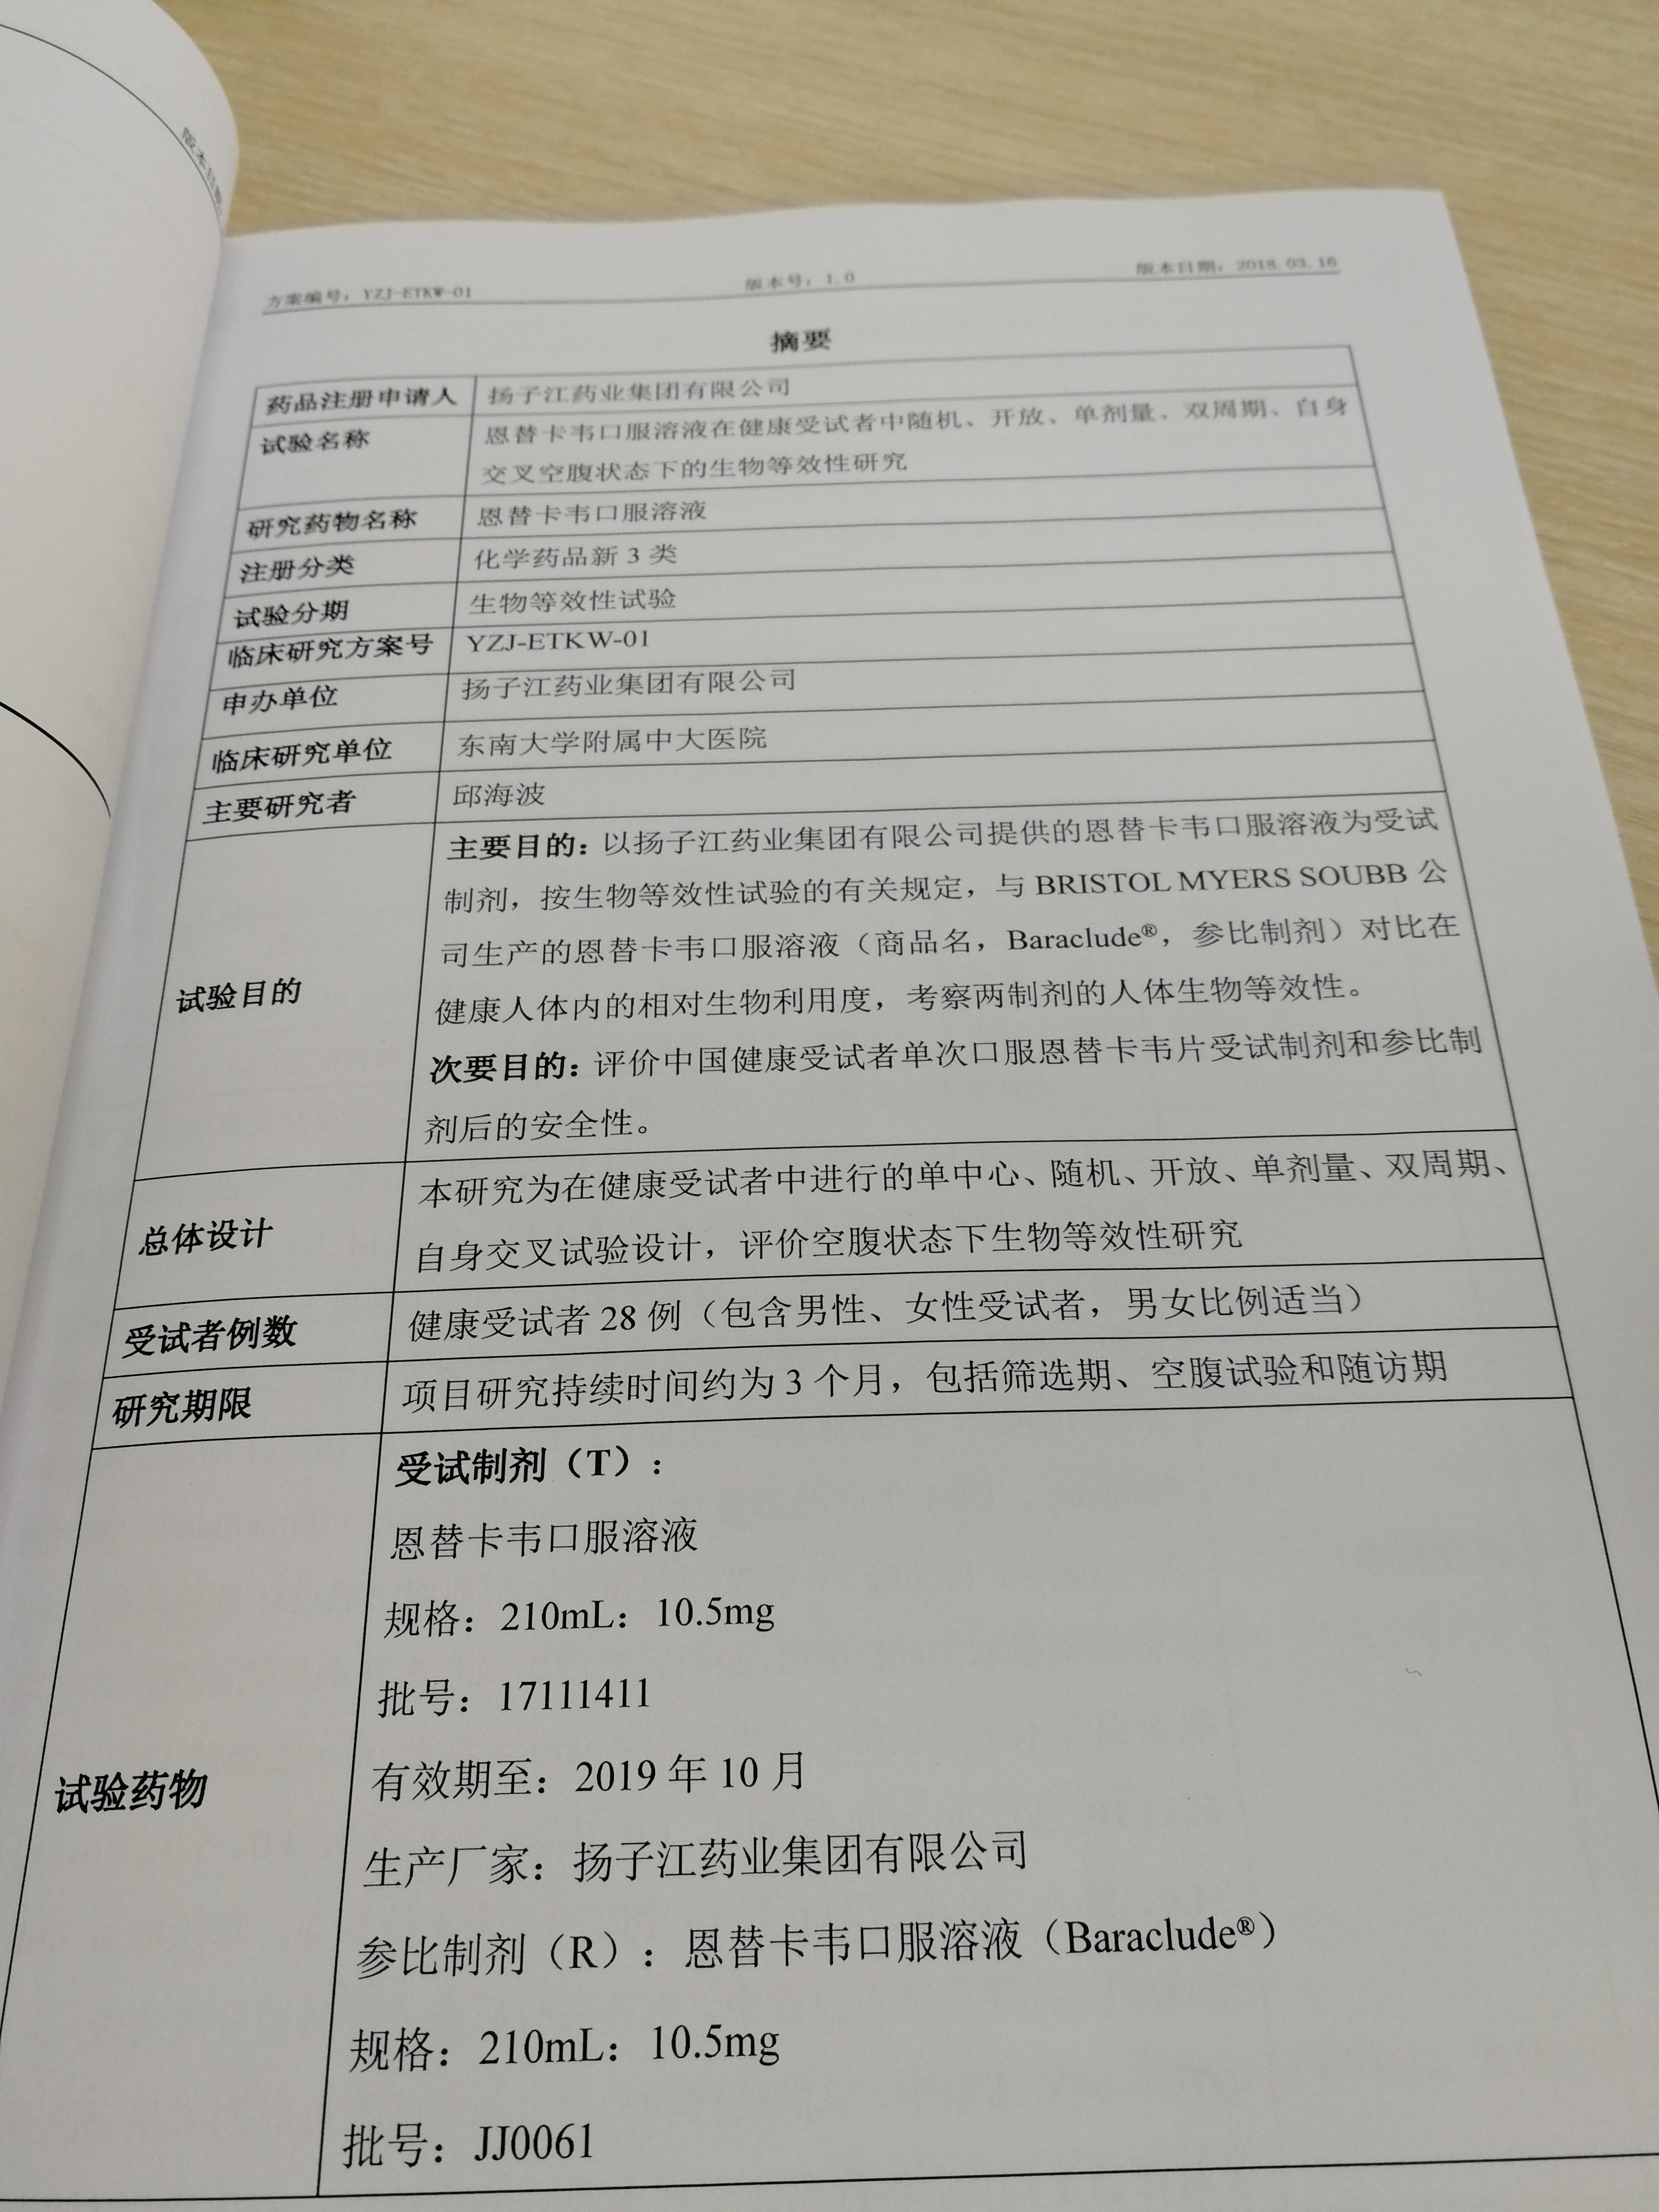 版本日期
方案编号：YZJ-ETKW-01 版本号：1.0 版本日期：2018.03.16
摘要
药品注册申请人 扬子江药业集团有限公司
试验名称 恩替卡韦口服溶液在健康受试者中随机、开放、单剂量、双周期、自身
交叉空腹状态下的生物等效性研究
研究药物名称 恩替卡韦口服溶液
注册分类 化学药品新 3 类
试验分期 生物等效性试验
临床研究方案号 YZJ-ETKW-01
申办单位 扬子江药业集团有限公司
临床研究单位 东南大学附属中大医院
主要研究者 邱海波
试验目的
主要目的：以扬子江药业集团有限公司提供的恩替卡韦口服溶液为受试
制剂，按生物等效性试验的有关规定，与 BRISTOL MYERS SOUBB 公
司生产的恩替卡韦口服溶液（商品名，Baraclude®，参比制剂）对比在
健康人体内的相对生物利用度，考察两制剂的人体生物等效性。
次要目的：评价中国健康受试者单次口服恩替卡韦片受试制剂和参比制
剂后的安全性。
总体设计
本研究为在健康受试者中进行的单中心、随机、开放、单剂量、双周期、
自身交叉试验设计，评价空腹状态下生物等效性研究
受试者例数 健康受试者 28 例（包含男性、女性受试者，男女比例适当）
研究期限 项目研究持续时间约为 3 个月，包括筛选期、空腹试验和随访期
试验药物
受试制剂（T）：
恩替卡韦口服溶液
规格：210mL：10.5mg
批号：17111411
有效期至：2019 年 10 月
生产厂家：扬子江药业集团有限公司
参比制剂（R）：恩替卡韦口服溶液（Baraclude®）
规格：210mL：10.5mg
批号：JJ0061